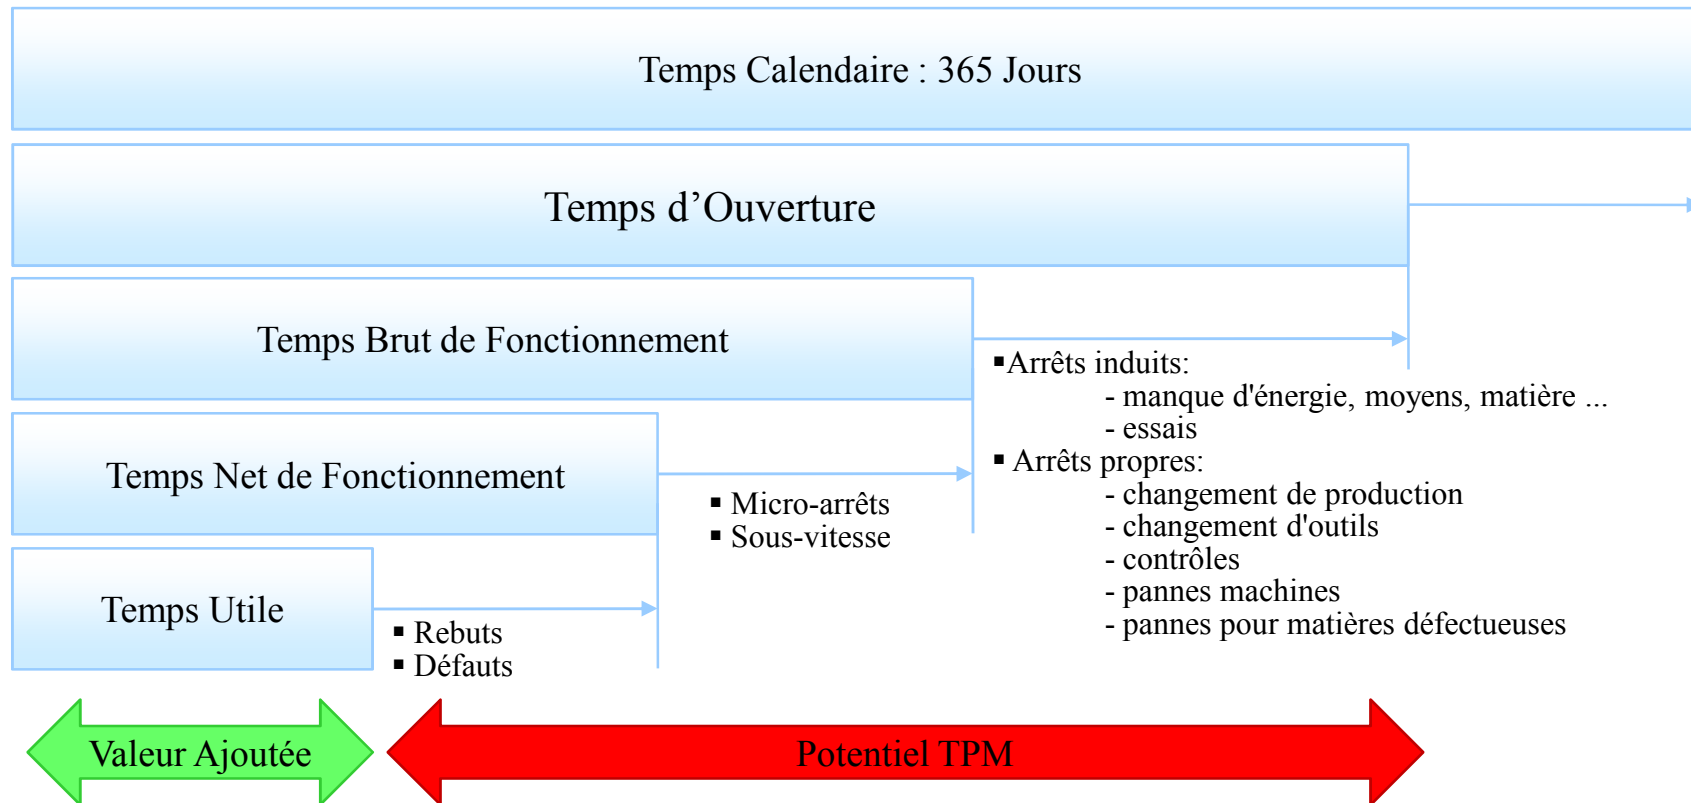 Temps Calendaire : 365 Jours
Temps d’Ouverture
Temps Brut de Fonctionnement
▪Arrêts induits:
- manque d'énergie, moyens, matière ...
- essais
▪ Arrêts propres:
- changement de production
- changement d'outils
- contrôles
- pannes machines
- pannes pour matières défectueuses
Temps Net de Fonctionnement
▪ Micro-arrêts
▪ Sous-vitesse
Temps Utile
▪ Rebuts
▪ Défauts
Valeur Ajoutée
Potentiel TPM